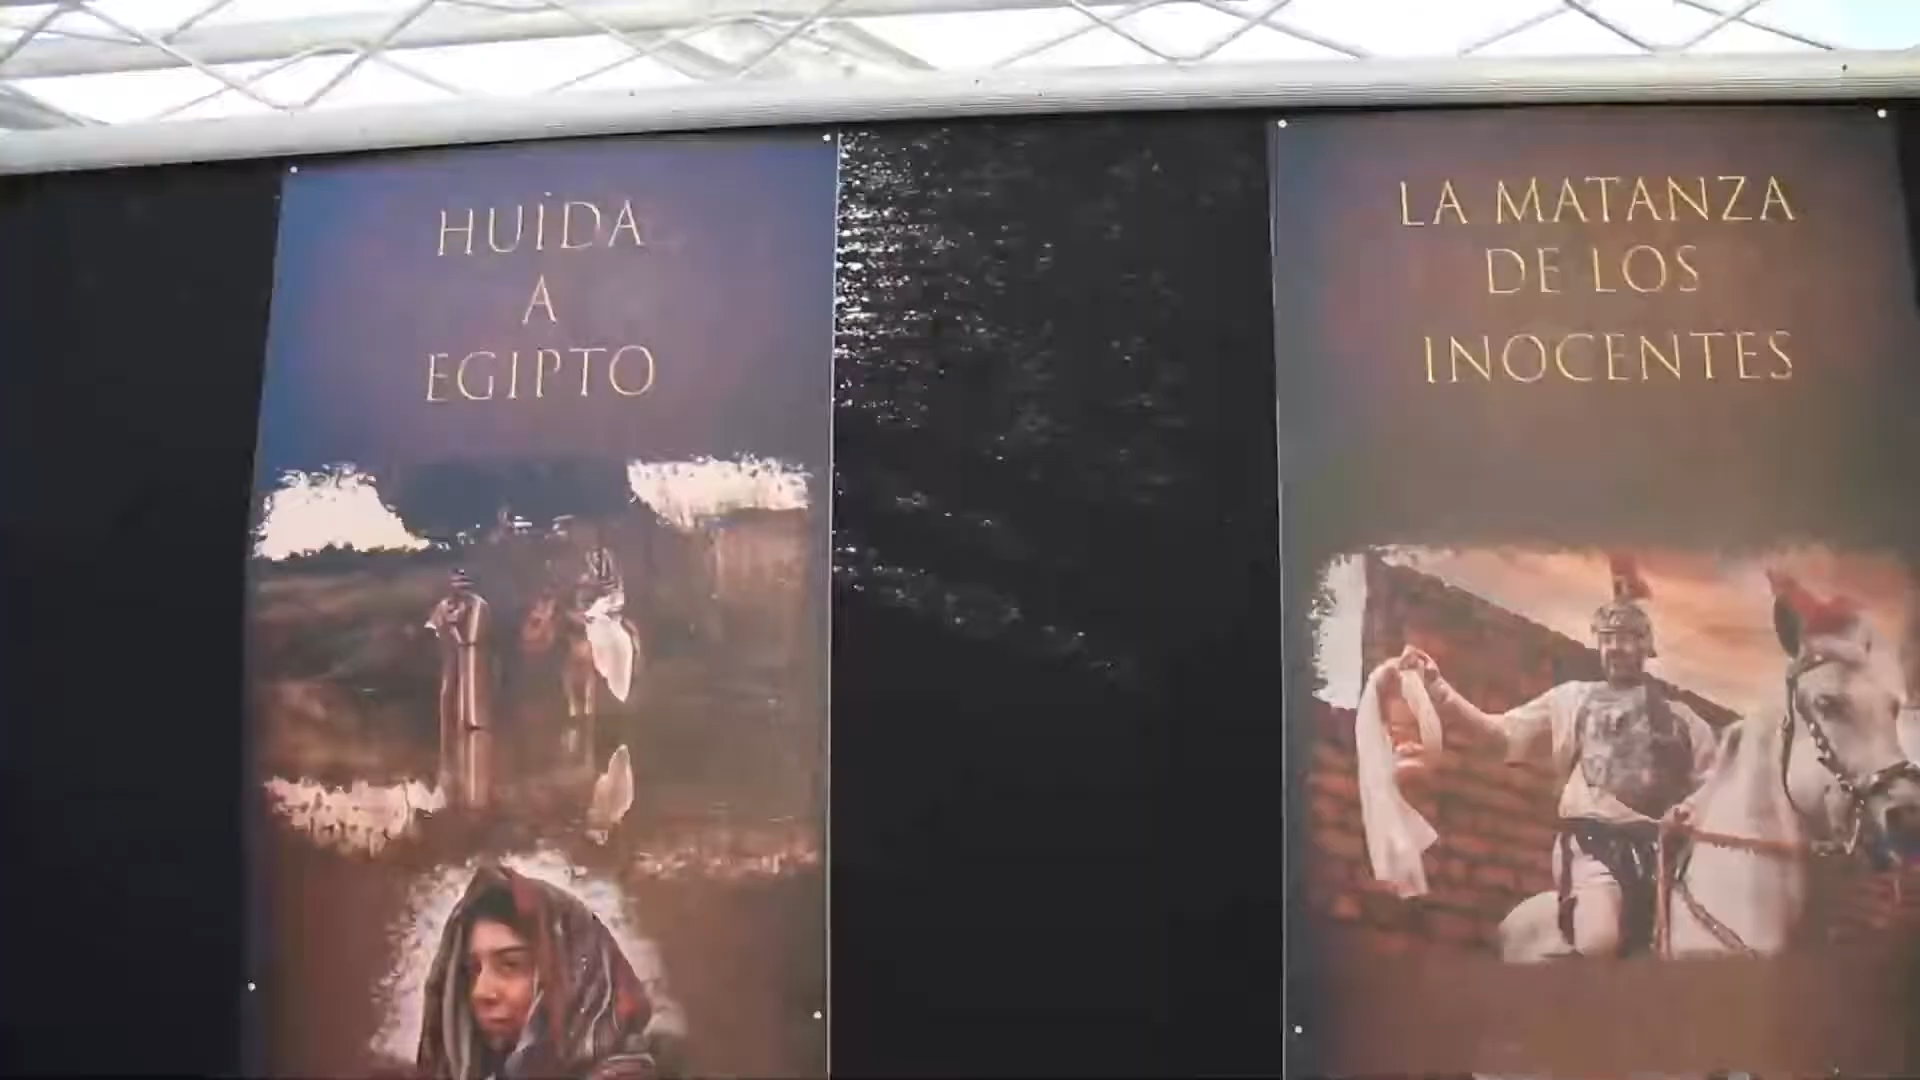 HUÍDA
A
EGIPTO
LA MATANZA
DE LOS
INOCENTES